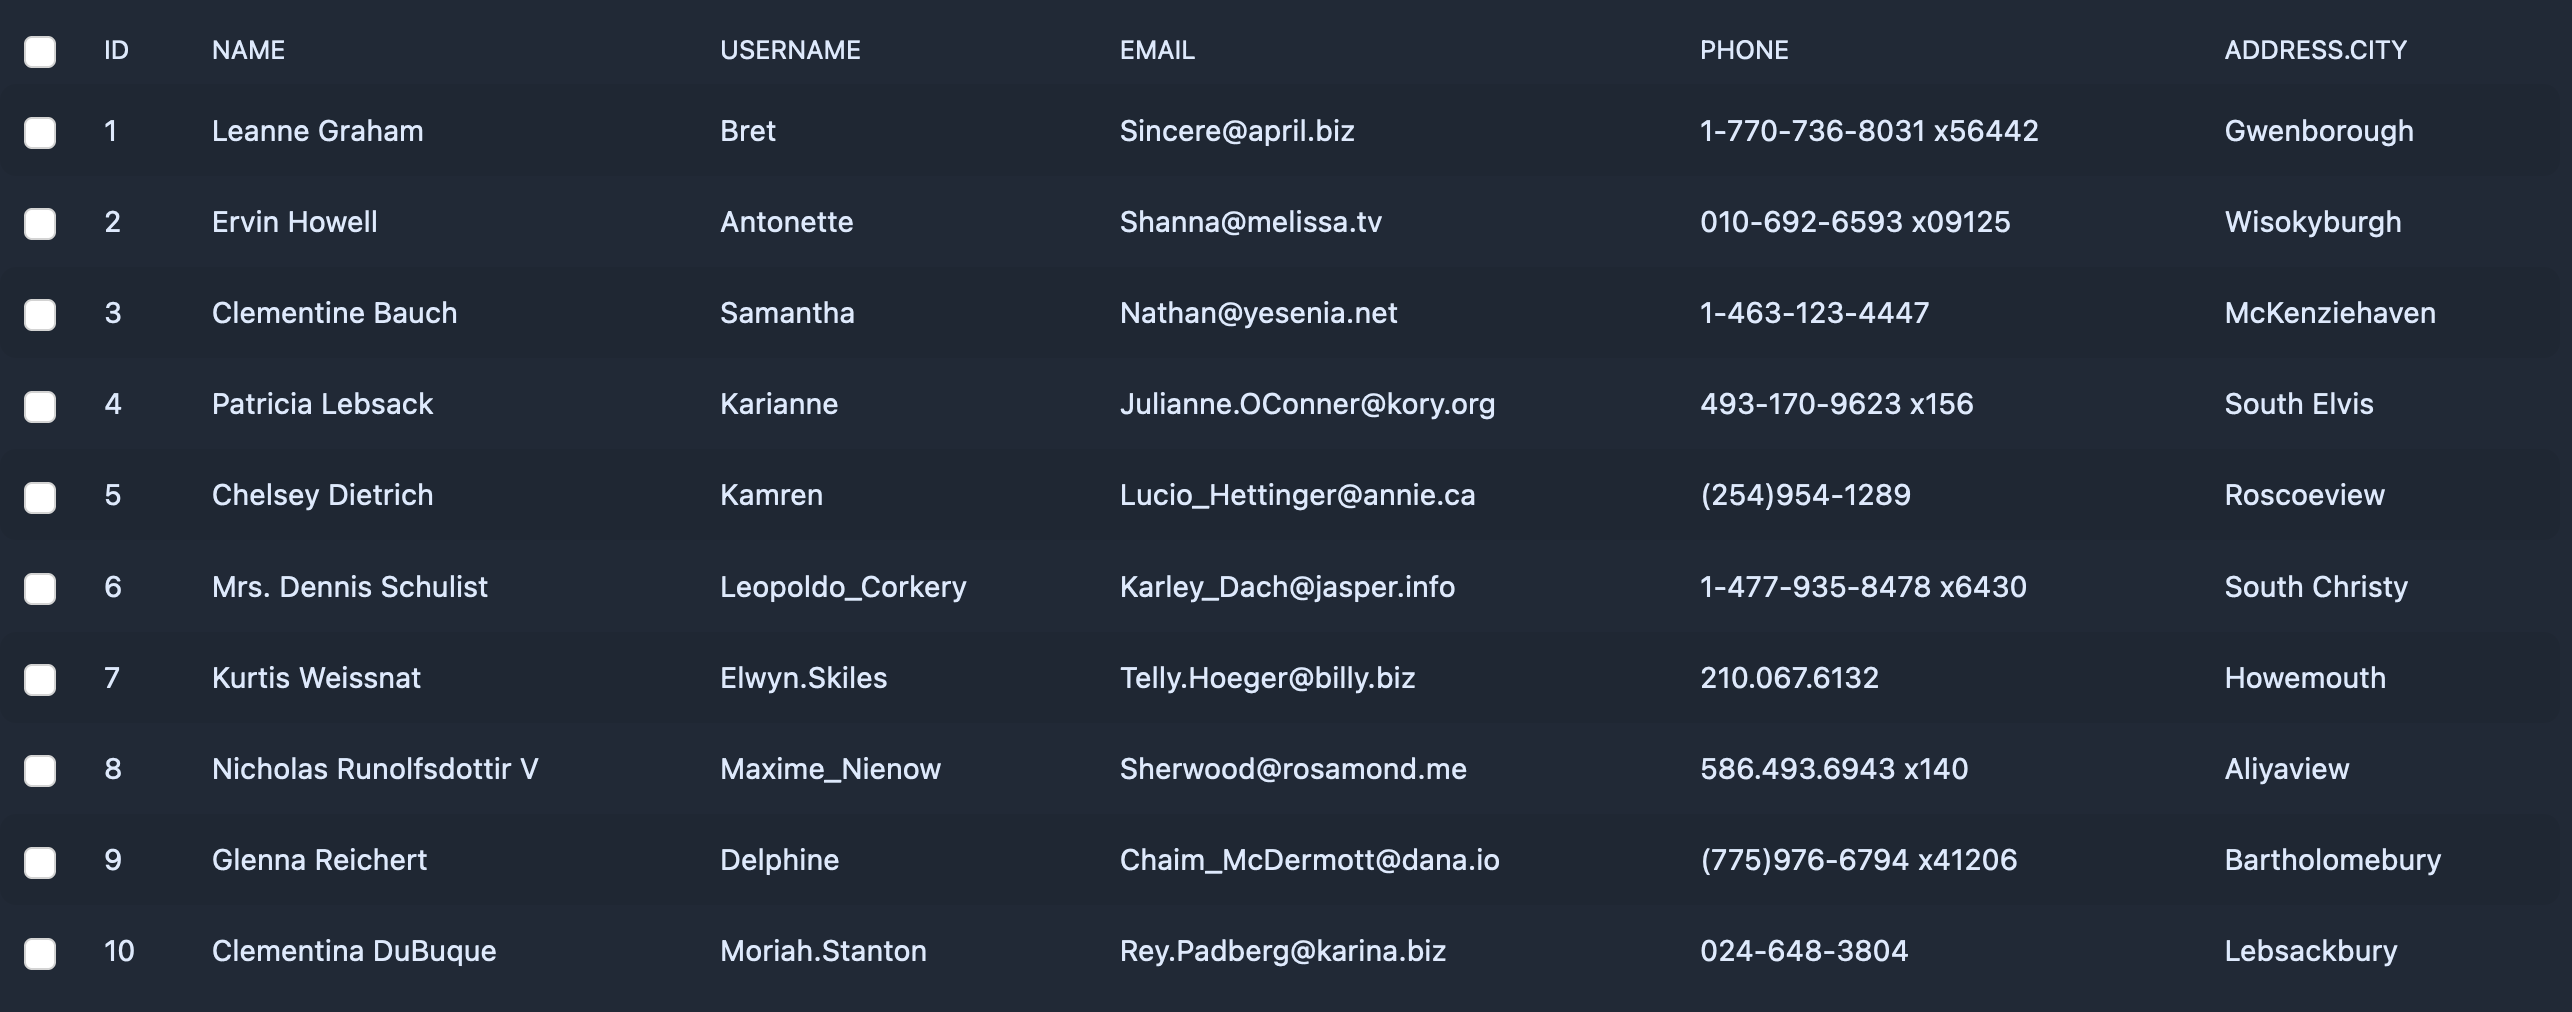 ID NAME USERNAME EMAIL PHONE ADDRESS.CITY
1 Leanne Graham Bret Sincere@april.biz 1-770-736-8031 x56442 Gwenborough
2 Ervin Howell Antonette Shanna@melissa.tv 010-692-6593 x09125 Wisokyburgh
3 Clementine Bauch Samantha Nathan@yesenia.net 1-463-123-4447 McKenziehaven
4 Patricia Lebsack Karianne Julianne.OConner@kory.org 493-170-9623 x156 South Elvis
5 Chelsey Dietrich Kamren Lucio_Hettinger@annie.ca (254)954-1289 Roscoeview
6 Mrs. Dennis Schulist Leopoldo_Corkery Karley_Dach@jasper.info 1-477-935-8478 x6430 South Christy
7 Kurtis Weissnat Elwyn.Skiles Telly.Hoeger@billy.biz 210.067.6132 Howemouth
8 Nicholas Runolfsdottir V Maxime_Nienow Sherwood@rosamond.me 586.493.6943 x140 Aliyaview
9 Glenna Reichert Delphine Chaim_McDermott@dana.io (775)976-6794 x41206 Bartholomebury
10 Clementina DuBuque Moriah.Stanton Rey.Padberg@karina.biz 024-648-3804 Lebsackbury